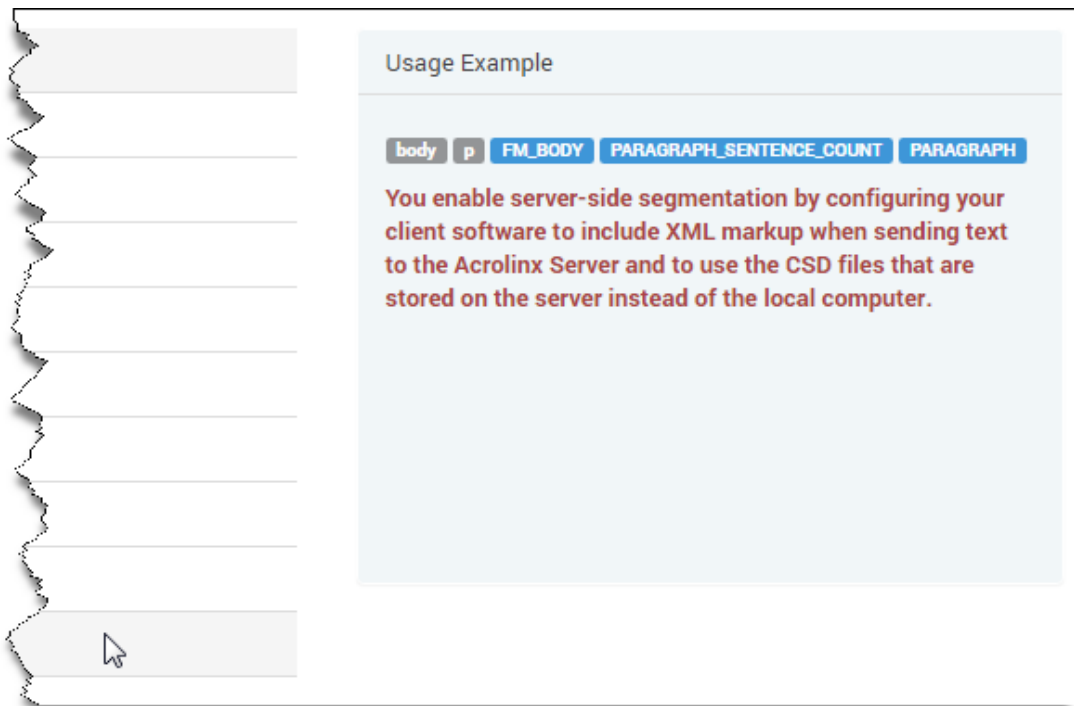 Usage Example
body p FM_BODY PARAGRAPH_SENTENCE_COUNT PARAGRAPH
You enable server-side segmentation by configuring your
client software to include XML markup when sending text
to the Acrolinx Server and to use the CSD files that are
stored on the server instead of the local computer.